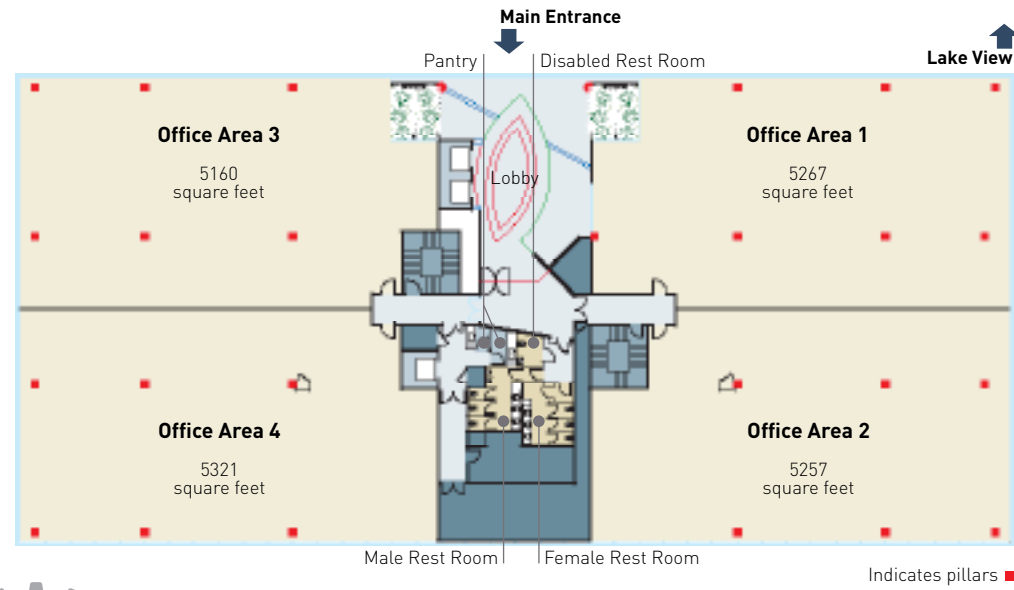 Main Entrance
Pantry
Disabled Rest Room
Lake View
Office Area 3
5160
square feet
Office Area 1
5267
square feet
Lobby
Office Area 4
5321
square feet
Office Area 2
5257
square feet
Male Rest Room
Female Rest Room
Indicates pillars